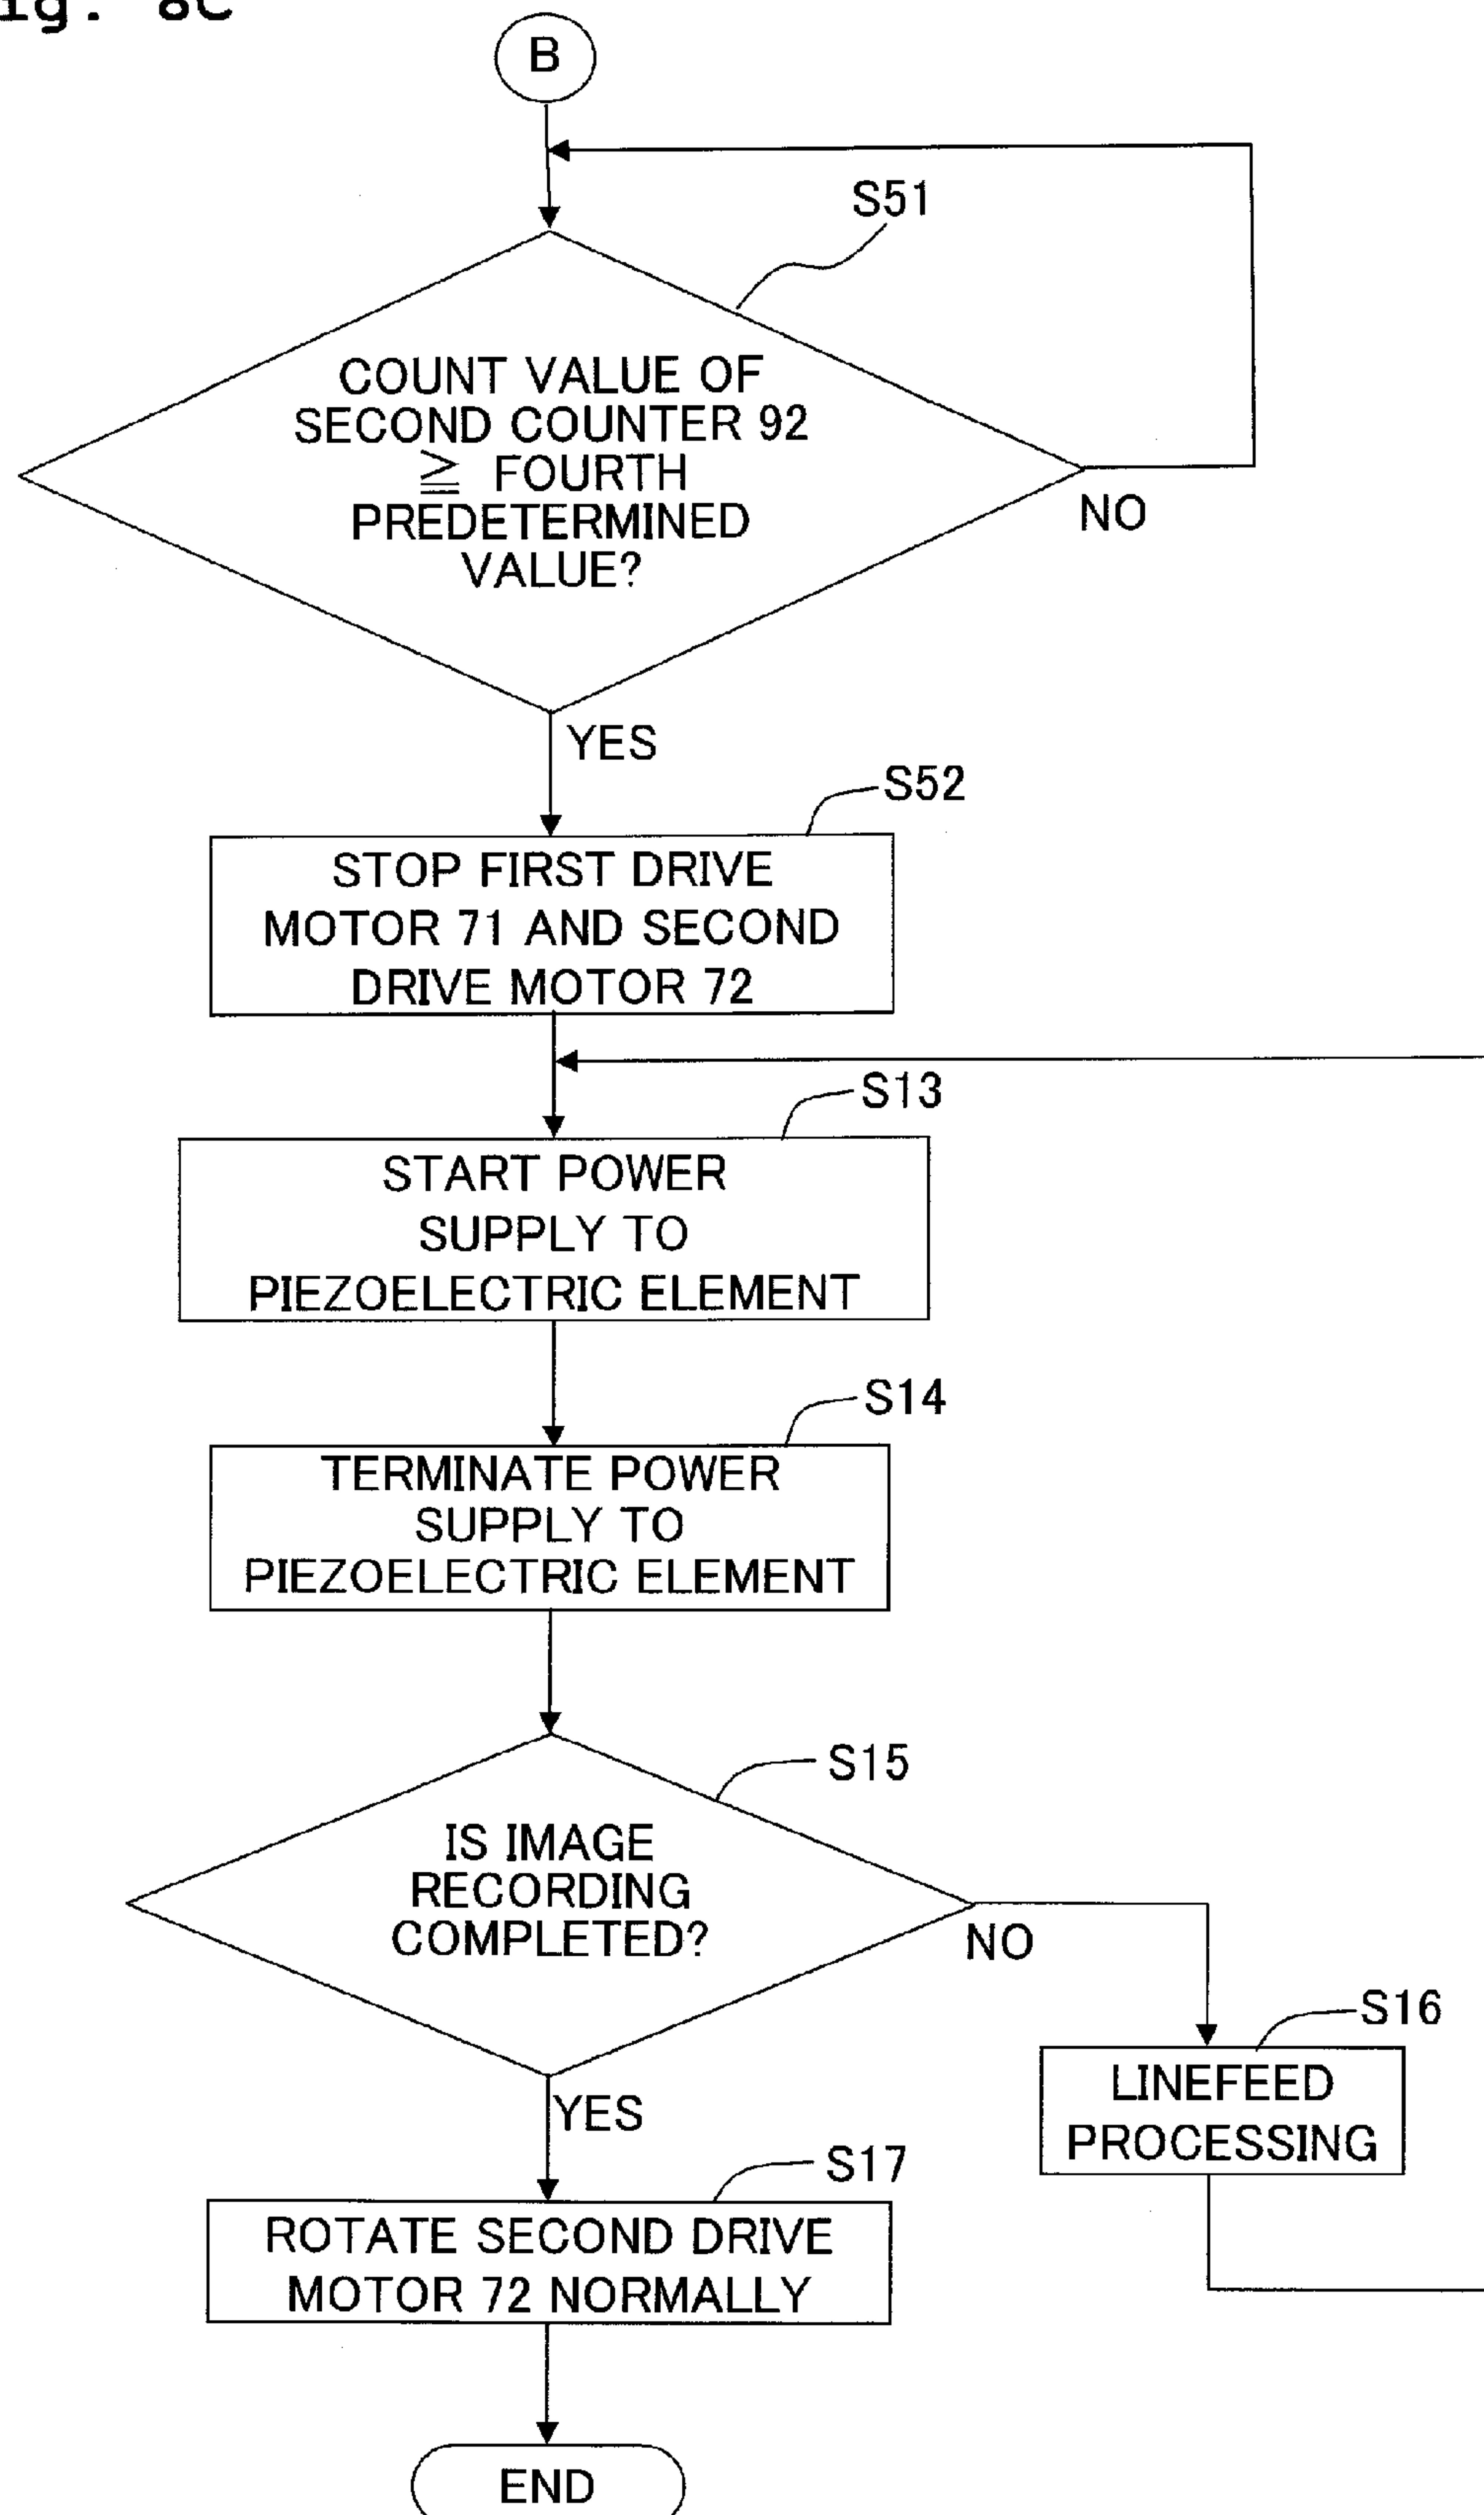 ig. 8C
B
S51
COUNT VALUE OF
SECOND COUNTER 92
≧ FOURTH
PREDETERMINED
VALUE?
NO
YES
S52
STOP FIRST DRIVE
MOTOR 71 AND SECOND
DRIVE MOTOR 72
S13
START POWER
SUPPLY TO
PIEZOELECTRIC ELEMENT
S14
TERMINATE POWER
SUPPLY TO
PIEZOELECTRIC ELEMENT
S15
IS IMAGE
RECORDING
COMPLETED?
NO
S16
LINEFEED
PROCESSING
YES
S17
ROTATE SECOND DRIVE
MOTOR 72 NORMALLY
END